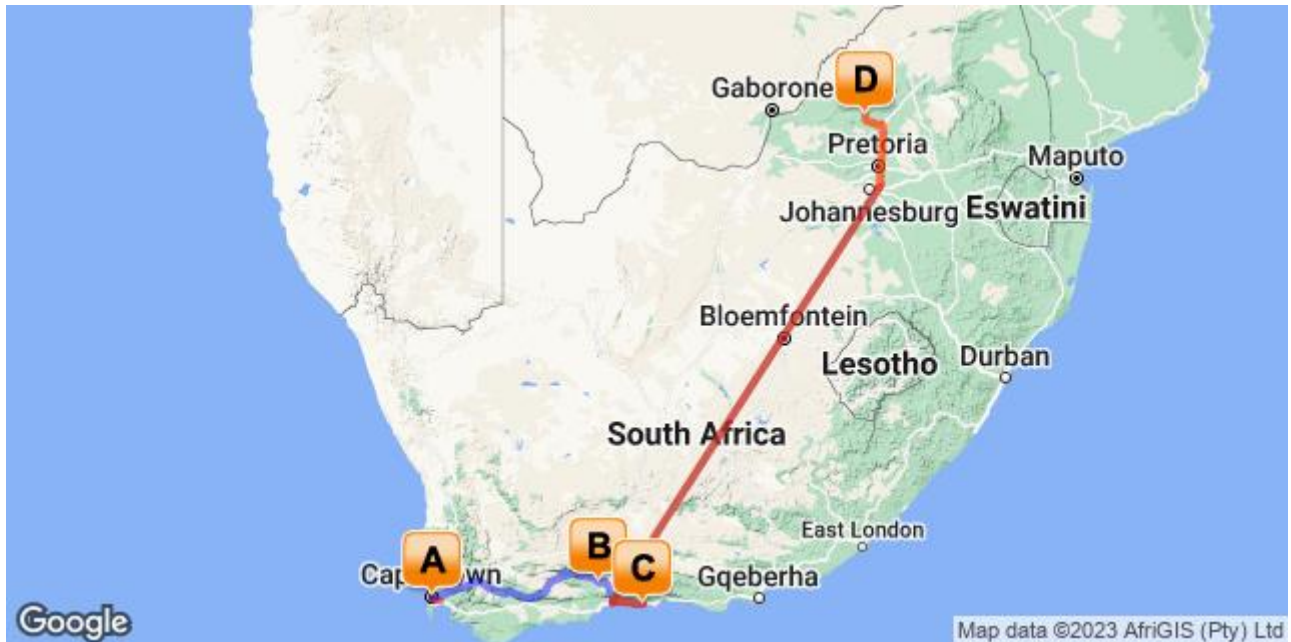 D
Gaborone
Pretoria
Maputo
Johannesburg
Eswatini
Bloemfontein
Lesotho
Durban
South Africa
East London
B
A
C
Gqeberha
Google
Map data ©2023 AfriGIS (Pty) Ltd